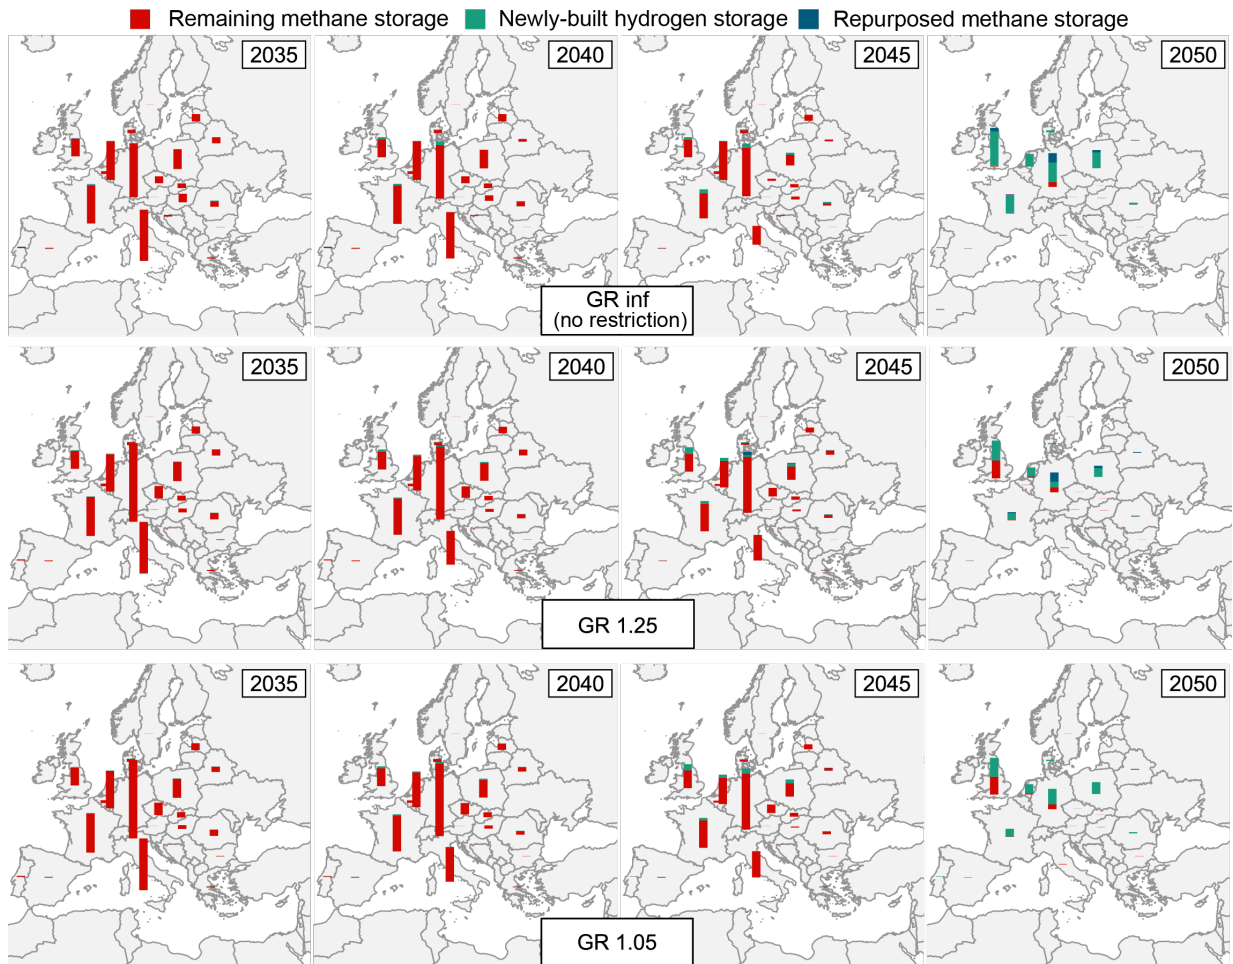 Remaining methane storage Newly-built hydrogen storage Repurposed methane storage
2035 2040 2045 2050
GR inf
(no restriction)
2035 2040 2045 2050
GR 1.25
2035 2040 2045 2050
GR 1.05